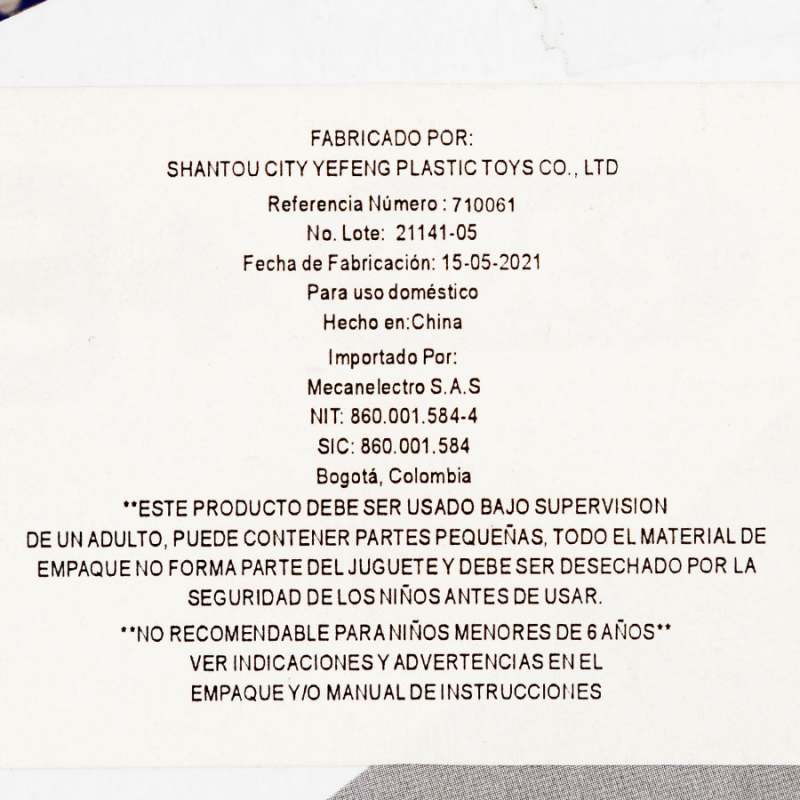 FABRICADO POR:
SHANTOU CITY YEFENG PLASTIC TOYS CO., LTD
Referencia Número : 710061
No. Lote: 21141-05
Fecha de Fabricación: 15-05-2021
Para uso doméstico
Hecho en:China
Importado Por:
Mecanelectro S.A.S
NIT: 860.001.584-4
SIC: 860.001.584
Bogotá, Colombia
**ESTE PRODUCTO DEBE SER USADO BAJO SUPERVISION
DE UN ADULTO, PUEDE CONTENER PARTES PEQUEÑAS, TODO EL MATERIAL DE
EMPAQUE NO FORMA PARTE DEL JUGUETE Y DEBE SER DESECHADO POR LA
SEGURIDAD DE LOS NIÑOS ANTES DE USAR.
**NO RECOMENDABLE PARA NIÑOS MENORES DE 6 AÑOS**
VER INDICACIONES Y ADVERTENCIAS EN EL
EMPAQUE Y/O MANUAL DE INSTRUCCIONES